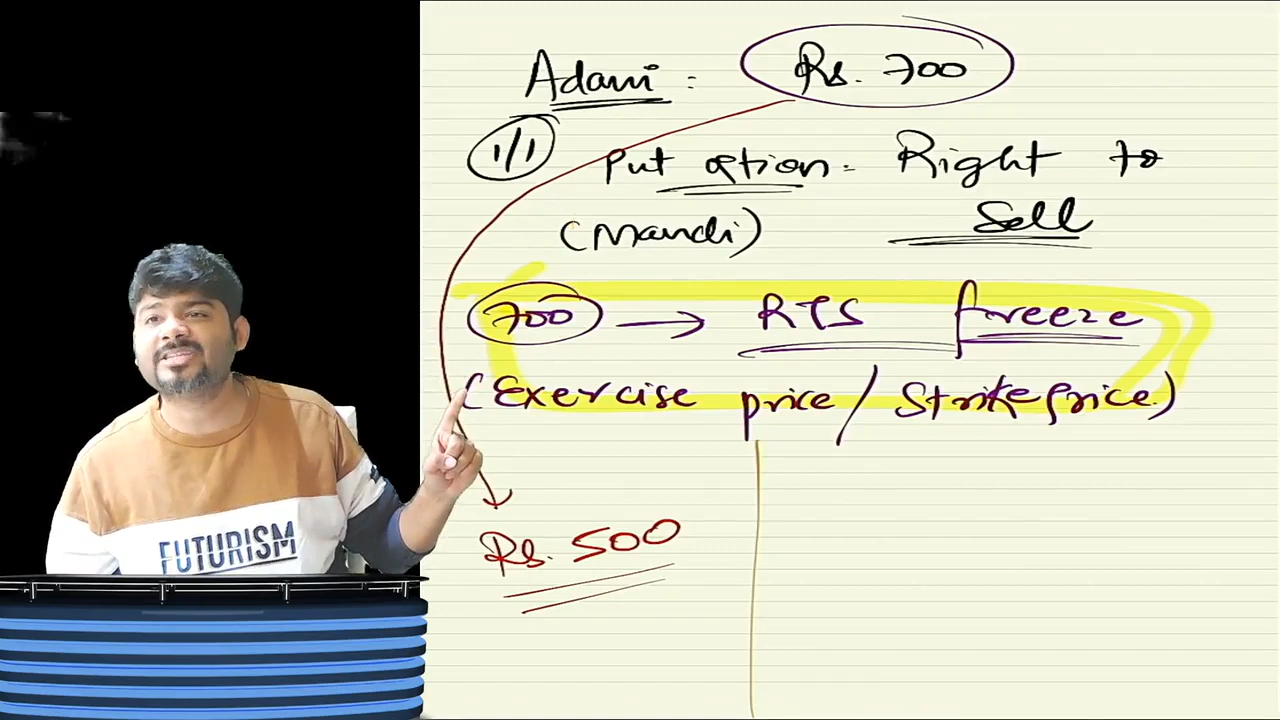 Adani : Rs. 700
1/1 Put option = Right to
(Mandi) Sell
700 → RTS freeze
(Exercise price / Strike price)
Rs. 500
FUTURISM